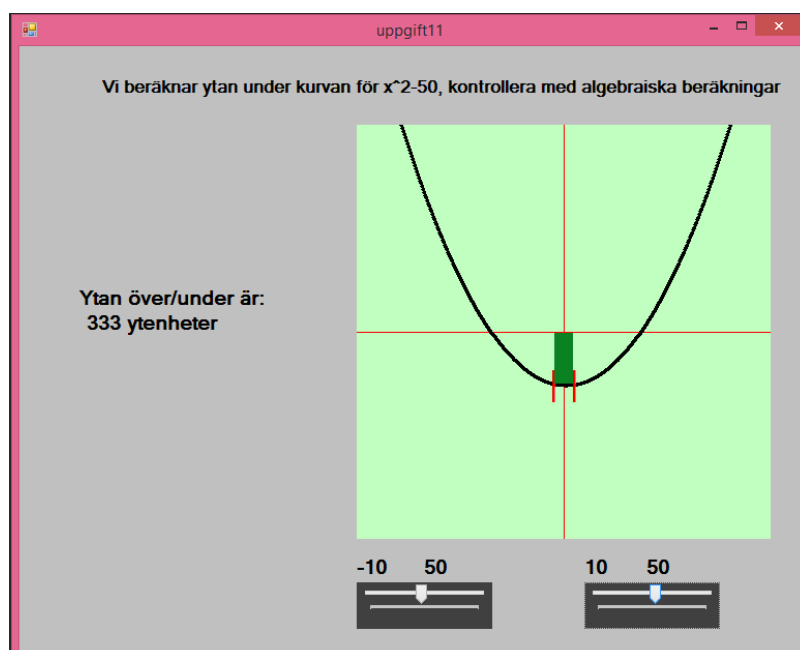 uppgift11
Vi beräknar ytan under kurvan för x^2-50, kontrollera med algebraiska beräkningar
Ytan över/under är:
333 ytenheter
-10 50 10 50